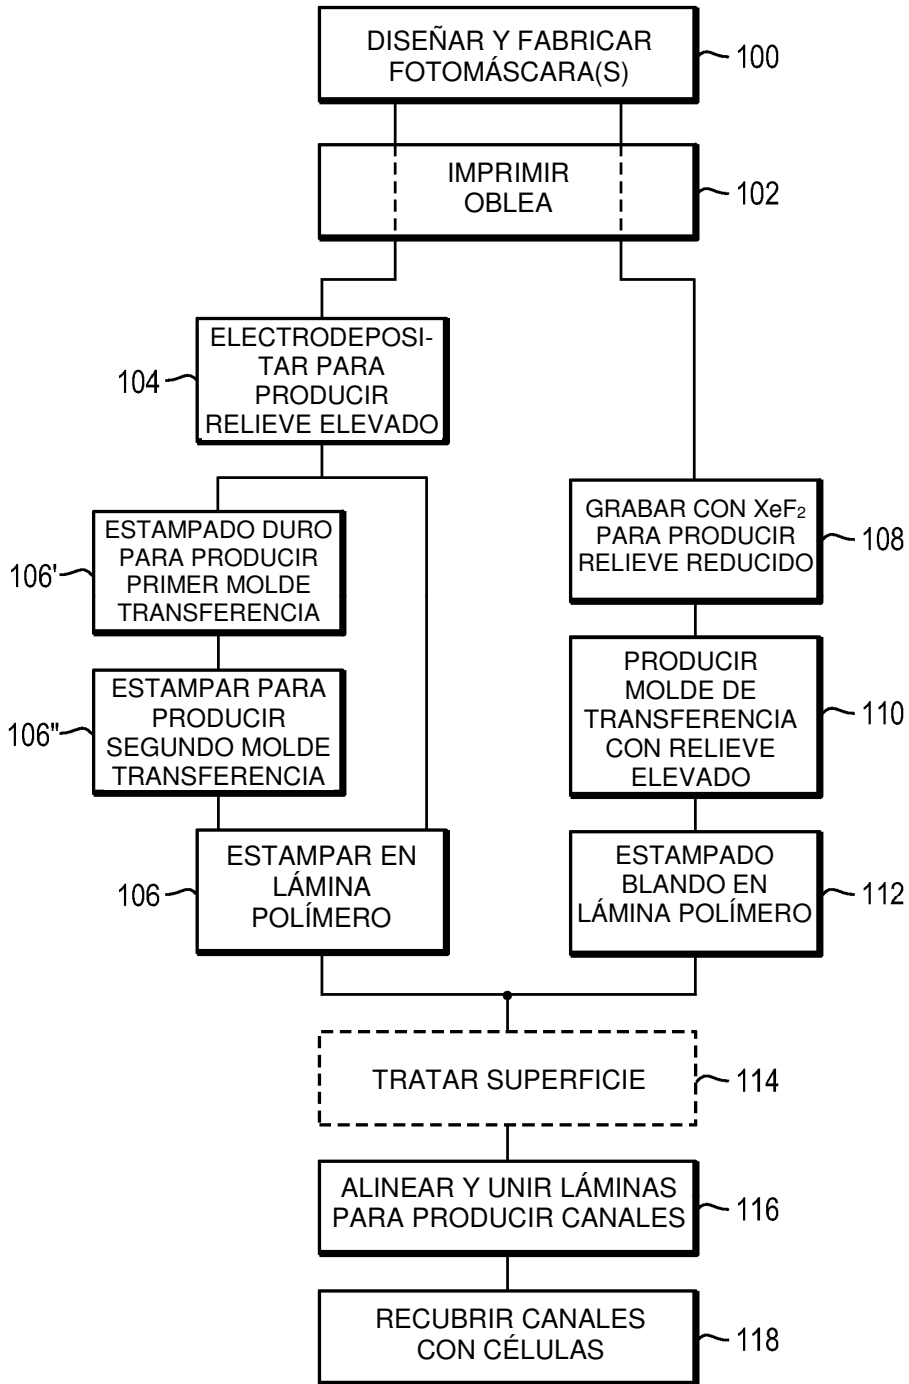 DISEÑAR Y FABRICAR
FOTOMÁSCARA(S)
100
IMPRIMIR
OBLEA
102
ELECTRODEPOSI-
TAR PARA
PRODUCIR
RELIEVE ELEVADO
104
ESTAMPADO DURO
PARA PRODUCIR
PRIMER MOLDE
TRANSFERENCIA
106'
ESTAMPAR PARA
PRODUCIR
SEGUNDO MOLDE
TRANSFERENCIA
106"
ESTAMPAR EN
LÁMINA
POLÍMERO
106
GRABAR CON XeF₂
PARA PRODUCIR
RELIEVE REDUCIDO
108
PRODUCIR
MOLDE DE
TRANSFERENCIA
CON RELIEVE
ELEVADO
110
ESTAMPADO
BLANDO EN
LÁMINA POLÍMERO
112
TRATAR SUPERFICIE
114
ALINEAR Y UNIR LÁMINAS
PARA PRODUCIR CANALES
116
RECUBRIR CANALES
CON CÉLULAS
118